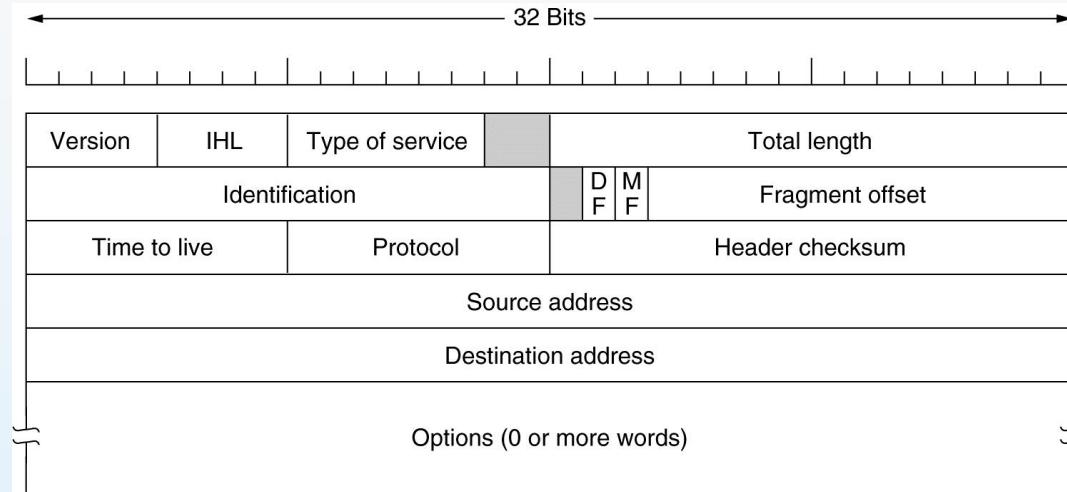 32 Bits
Version IHL Type of service Total length
Identification D F M F Fragment offset
Time to live Protocol Header checksum
Source address
Destination address
Options (0 or more words)